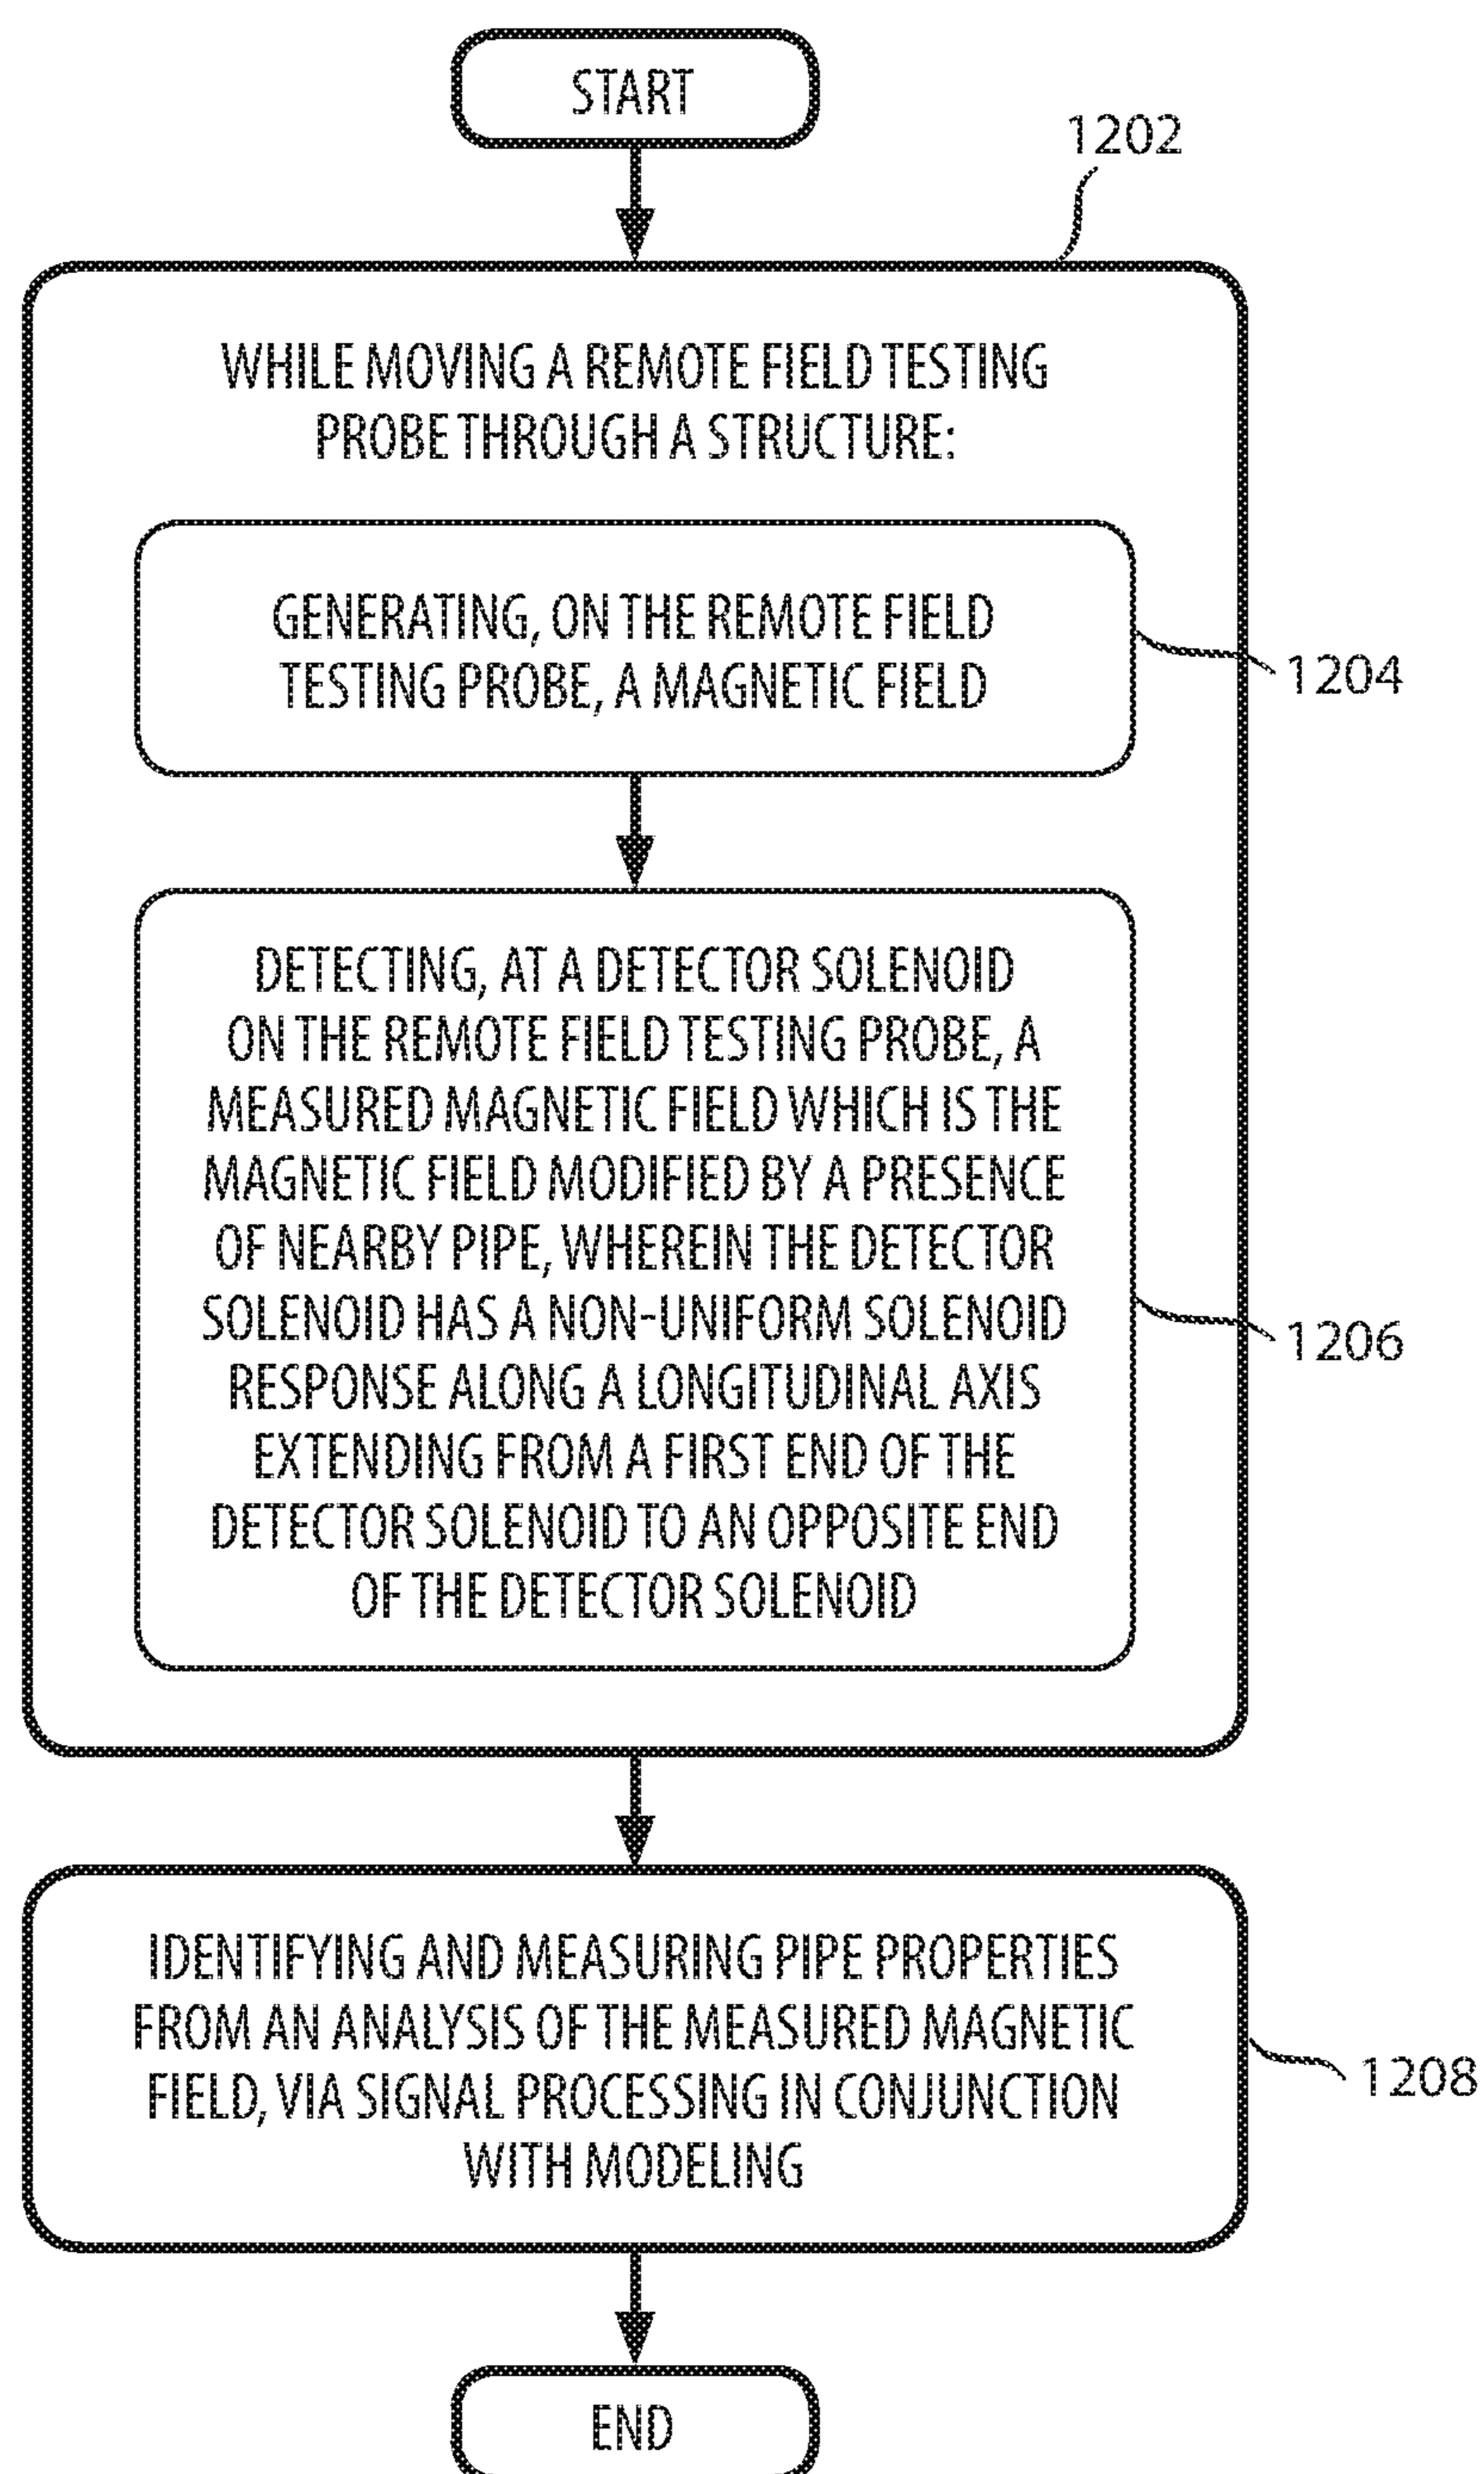 START
1202
WHILE MOVING A REMOTE FIELD TESTING
PROBE THROUGH A STRUCTURE:
GENERATING, ON THE REMOTE FIELD
TESTING PROBE, A MAGNETIC FIELD
1204
DETECTING, AT A DETECTOR SOLENOID
ON THE REMOTE FIELD TESTING PROBE, A
MEASURED MAGNETIC FIELD WHICH IS THE
MAGNETIC FIELD MODIFIED BY A PRESENCE
OF NEARBY PIPE, WHEREIN THE DETECTOR
SOLENOID HAS A NON-UNIFORM SOLENOID
RESPONSE ALONG A LONGITUDINAL AXIS
EXTENDING FROM A FIRST END OF THE
DETECTOR SOLENOID TO AN OPPOSITE END
OF THE DETECTOR SOLENOID
1206
IDENTIFYING AND MEASURING PIPE PROPERTIES
FROM AN ANALYSIS OF THE MEASURED MAGNETIC
FIELD, VIA SIGNAL PROCESSING IN CONJUNCTION
WITH MODELING
1208
END